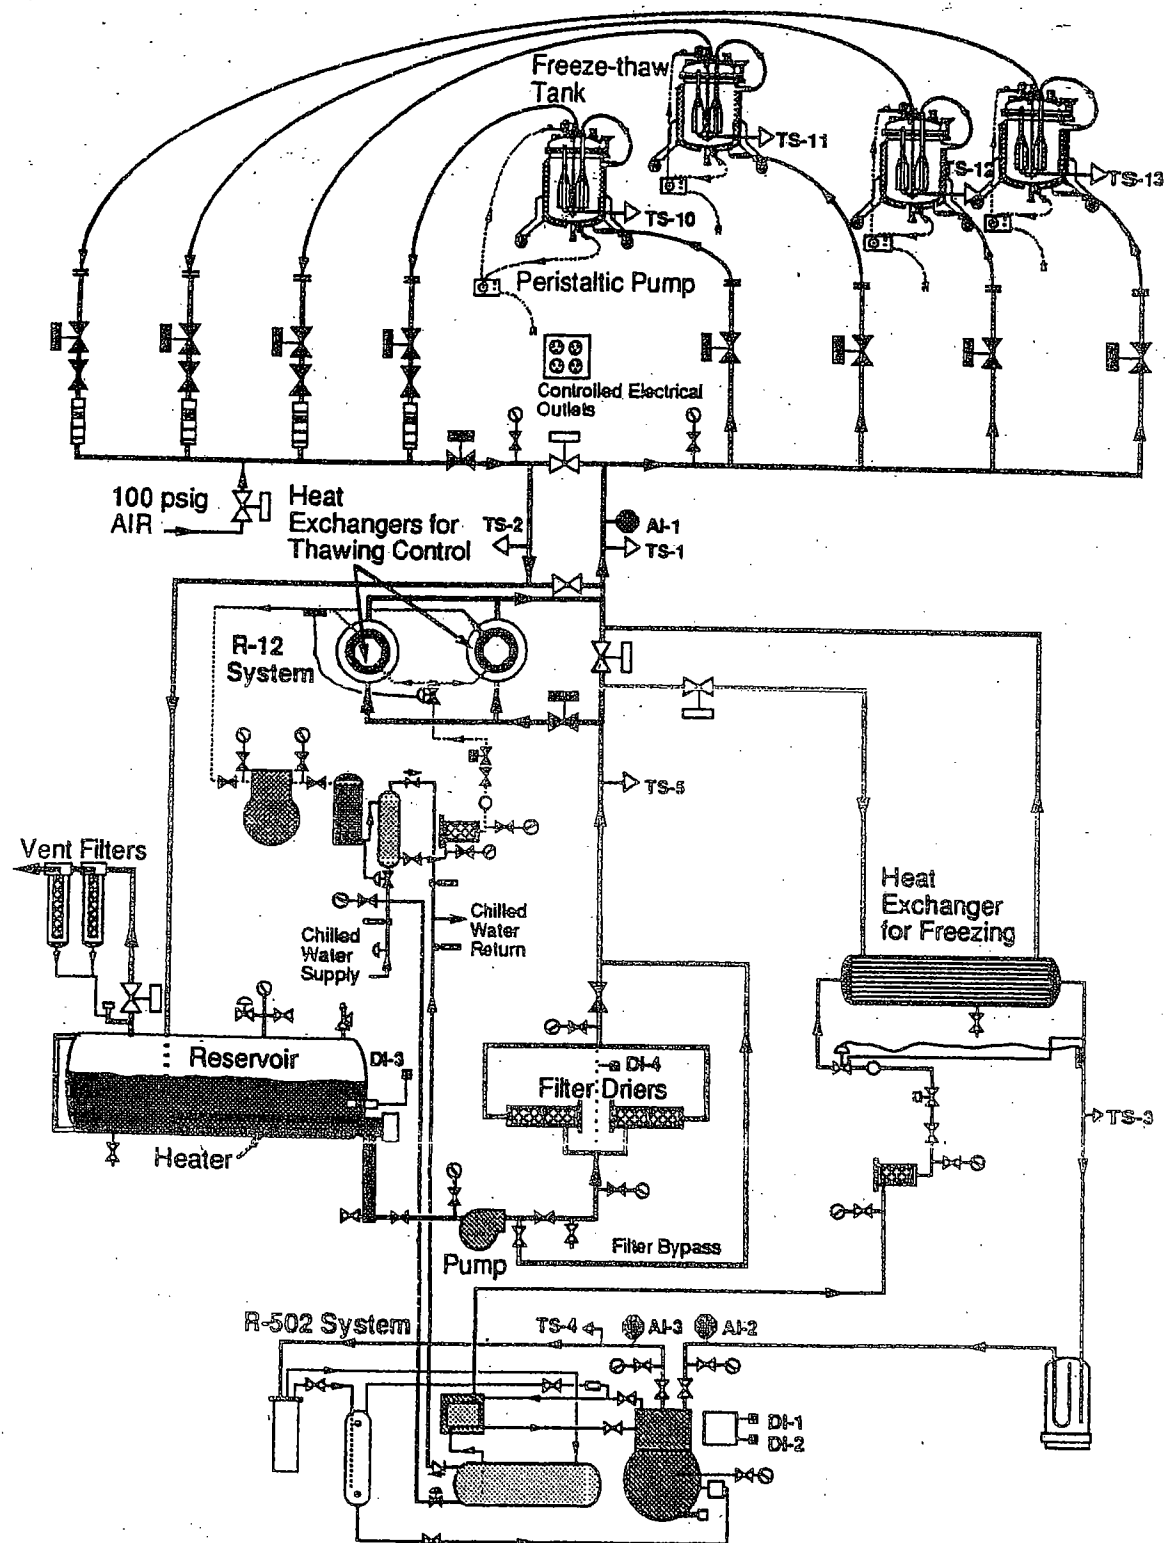 Freeze-thaw
Tank
TS-11
TS-12
TS-13
TS-10
Peristaltic Pump
Controlled Electrical
Outlets
100 psig
AIR
Heat
Exchangers for
Thawing Control
TS-2
AI-1
TS-1
R-12
System
TS-5
Vent Filters
Chilled
Water
Supply
Chilled
Water
Return
Heat
Exchanger
for Freezing
Reservoir
DI-3
DI-4
Filter Driers
TS-3
Heater
Pump
Filter Bypass
R-502 System
TS-4
AI-3
AI-2
DI-1
DI-2